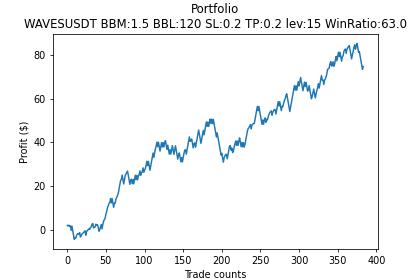 Portfolio
WAVESUSDT BBM:1.5 BBL:120 SL:0.2 TP:0.2 lev:15 WinRatio:63.0
Profit ($)
80
60
40
20
0
0 50 100 150 200 250 300 350 400
Trade counts